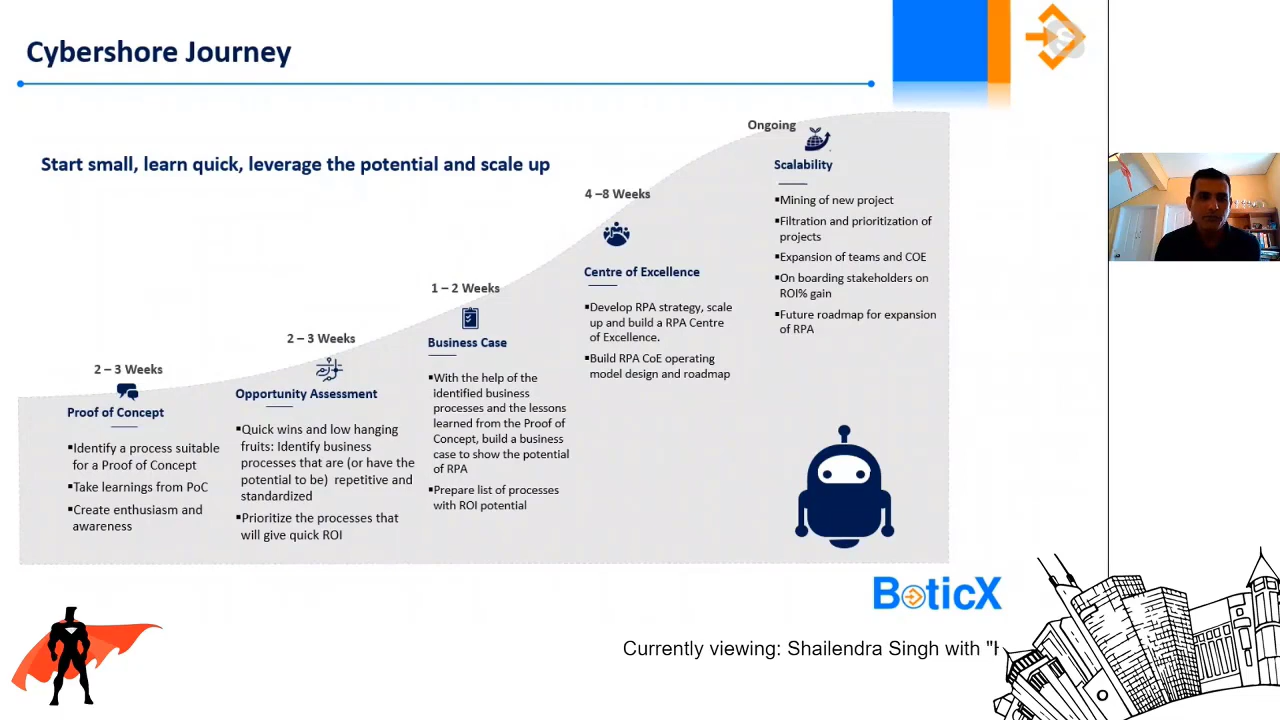 Cybershore Journey
Start small, learn quick, leverage the potential and scale up
2 – 3 Weeks
Proof of Concept
▪Identify a process suitable
for a Proof of Concept
▪Take learnings from PoC
▪Create enthusiasm and
awareness
2 – 3 Weeks
Opportunity Assessment
▪Quick wins and low hanging
fruits: Identify business
processes that are (or have the
potential to be) repetitive and
standardized
▪Prioritize the processes that
will give quick ROI
1 – 2 Weeks
Business Case
▪With the help of the
identified business
processes and the lessons
learned from the Proof of
Concept, build a business
case to show the potential
of RPA
▪Prepare list of processes
with ROI potential
4 –8 Weeks
Centre of Excellence
▪Develop RPA strategy, scale
up and build a RPA Centre
of Excellence.
▪Build RPA CoE operating
model design and roadmap
Ongoing
Scalability
▪Mining of new project
▪Filtration and prioritization of
projects
▪Expansion of teams and COE
▪On boarding stakeholders on
ROI% gain
▪Future roadmap for expansion
of RPA
BoticX
Currently viewing: Shailendra Singh with "